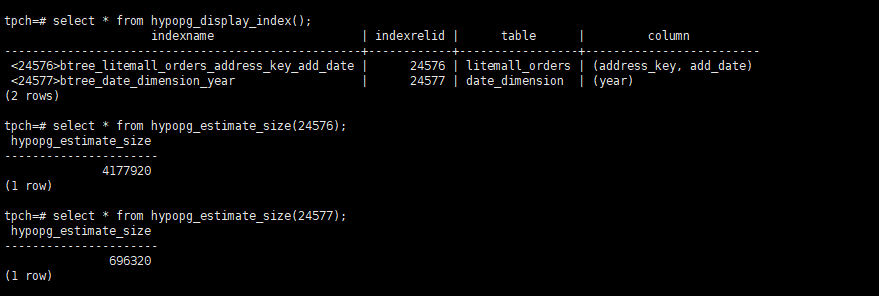 tpch=# select * from hypopg_display_index();
                    indexname                     | indexrelid |     table      |         column
--------------------------------------------------+------------+----------------+------------------------
 <24576>btree_litemall_orders_address_key_add_date |      24576 | litemall_orders | (address_key, add_date)
 <24577>btree_date_dimension_year                  |      24577 | date_dimension  | (year)
(2 rows)
tpch=# select * from hypopg_estimate_size(24576);
 hypopg_estimate_size
----------------------
              4177920
(1 row)
tpch=# select * from hypopg_estimate_size(24577);
 hypopg_estimate_size
----------------------
               696320
(1 row)